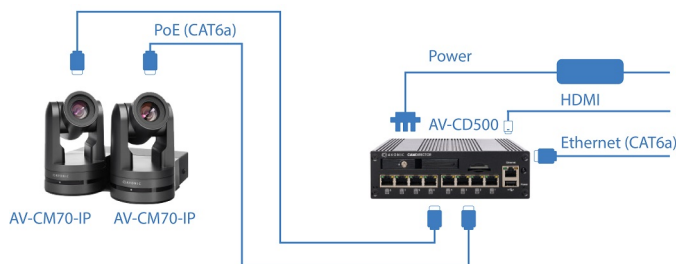 PoE (CAT6a)
Power
HDMI
AV-CD500
Ethernet (CAT6a)
AV-CM70-IP
AV-CM70-IP